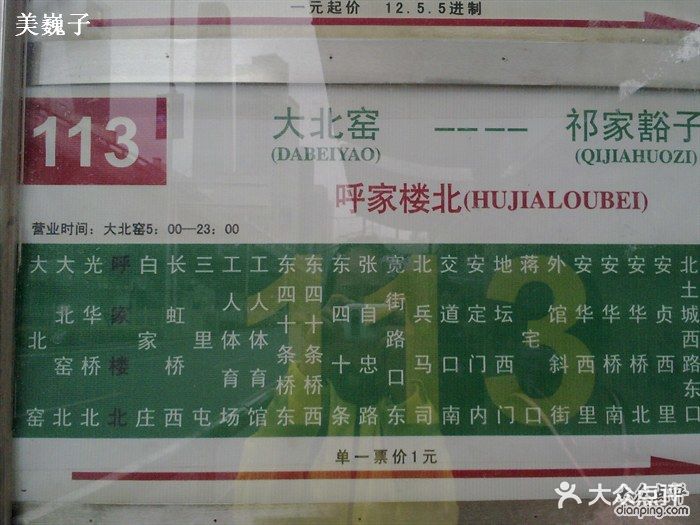 美巍子
一元起价 12.5.5进制
113
大北窑 ---- 祁家豁子
(DABEIYAO) (QIJIAHUOZI)
呼家楼北(HUJIALOUBEI)
营业时间：大北窑5：00—23：00
大北窑
大北窑北
光华桥北
呼家楼北
白家庄
长虹桥西
三里屯
工人体育场
工人体育馆
东四十条桥东
东四十条桥西
东四十条
张自忠路
宽街路口东
北兵马司
交道口南
安定门内
地坛西门
蒋宅口
外馆斜街
安华西里
安华桥南
安华桥北
安贞西里
北土城西路东口
113
单一票价1元
大众点评
dianping.com